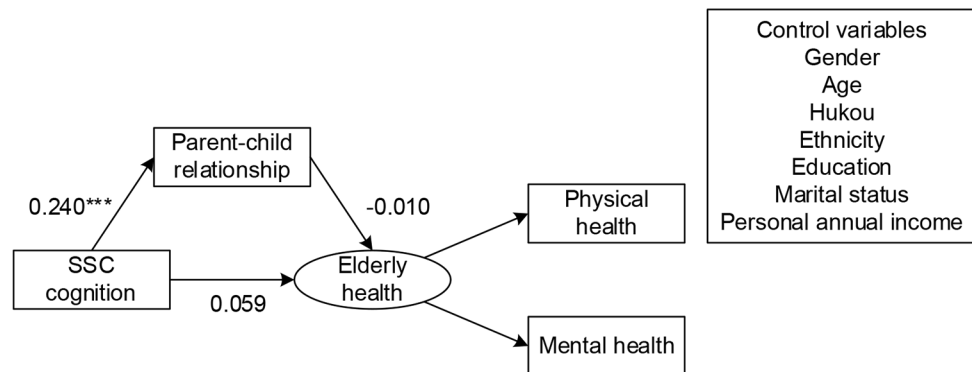 Control variables
Gender
Age
Hukou
Ethnicity
Education
Marital status
Personal annual income
Parent-child
relationship
0.240***
-0.010
Physical
health
SSC
cognition
0.059
Elderly
health
Mental health